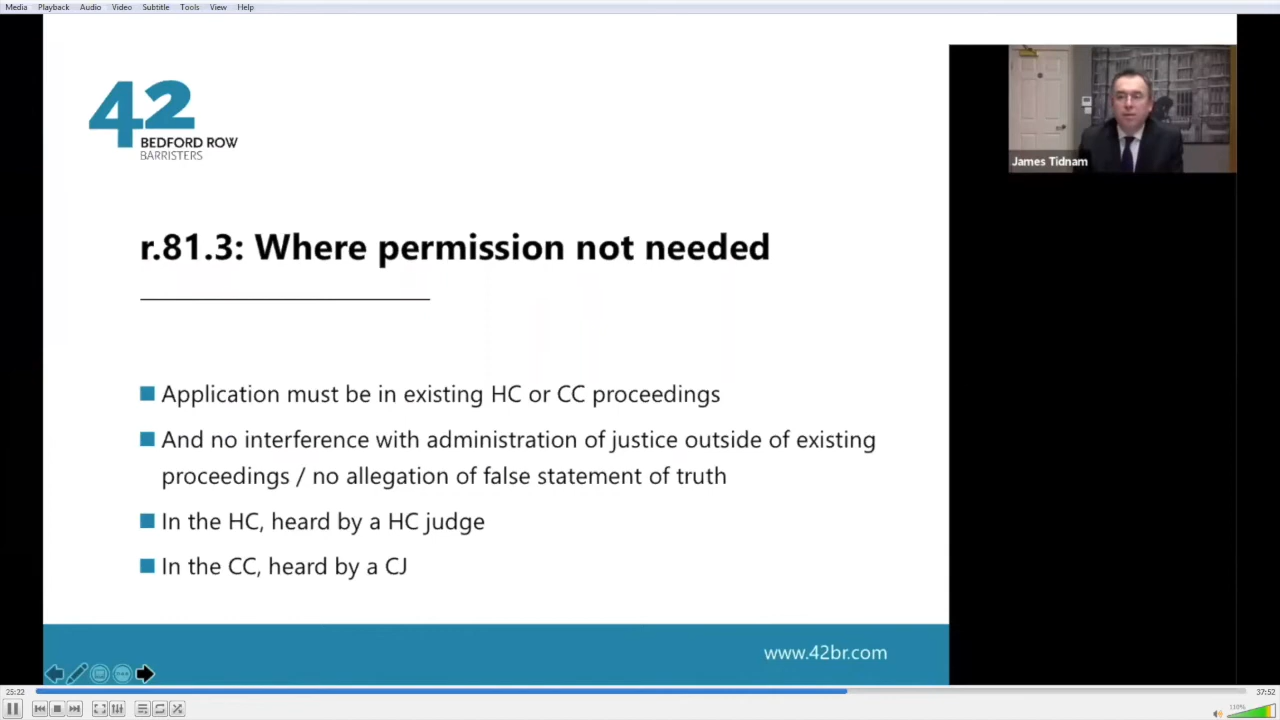 Media Playback Audio Video Subtitle Tools View Help
42
BEDFORD ROW
BARRISTERS
James Tidnam
r.81.3: Where permission not needed
Application must be in existing HC or CC proceedings
And no interference with administration of justice outside of existing
proceedings / no allegation of false statement of truth
In the HC, heard by a HC judge
In the CC, heard by a CJ
www.42br.com
25:22
37:52
110%